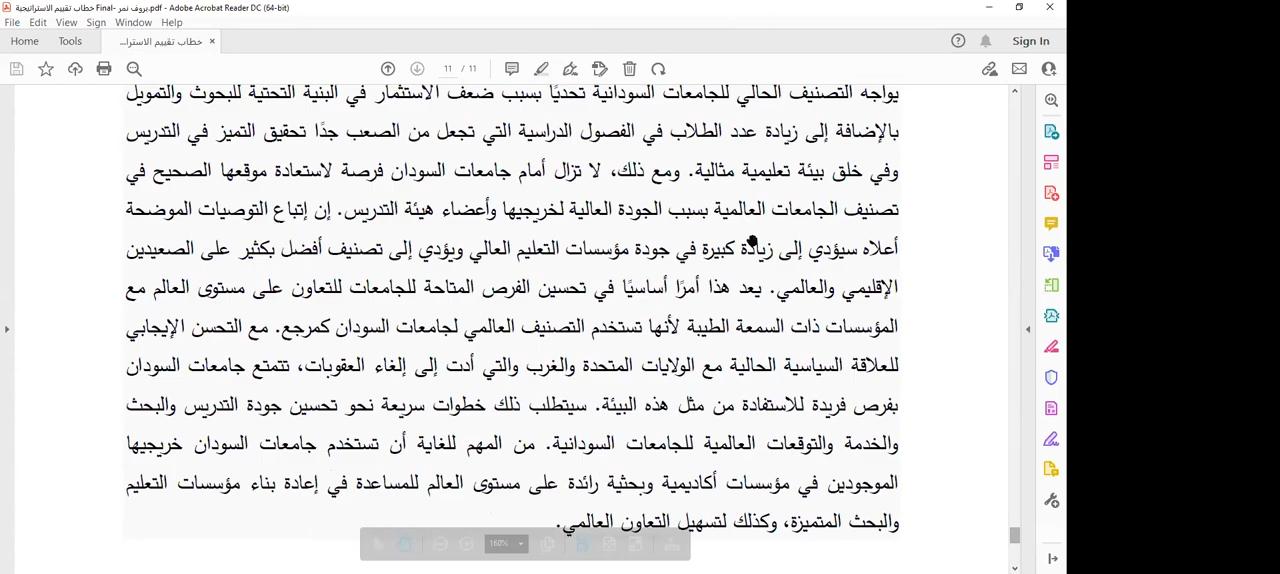 خطاب تقييم الاستراتيجية Final- بروف نمر.pdf - Adobe Acrobat Reader DC (64-bit)
File Edit View Sign Window Help
Home Tools خطاب تقييم الاسترا... × Sign In
11 / 11
يواجه التصنيف الحالي للجامعات السودانية تحديًا بسبب ضعف الاستثمار في البنية التحتية للبحوث والتمويل
بالإضافة إلى زيادة عدد الطلاب في الفصول الدراسية التي تجعل من الصعب جدًا تحقيق التميز في التدريس
وفي خلق بيئة تعليمية مثالية. ومع ذلك، لا تزال أمام جامعات السودان فرصة لاستعادة موقعها الصحيح في
تصنيف الجامعات العالمية بسبب الجودة العالية لخريجيها وأعضاء هيئة التدريس. إن إتباع التوصيات الموضحة
أعلاه سيؤدي إلى زيادة كبيرة في جودة مؤسسات التعليم العالي ويؤدي إلى تصنيف أفضل بكثير على الصعيدين
الإقليمي والعالمي. يعد هذا أمرًا أساسيًا في تحسين الفرص المتاحة للجامعات للتعاون على مستوى العالم مع
المؤسسات ذات السمعة الطيبة لأنها تستخدم التصنيف العالمي لجامعات السودان كمرجع. مع التحسن الإيجابي
للعلاقة السياسية الحالية مع الولايات المتحدة والغرب والتي أدت إلى إلغاء العقوبات، تتمتع جامعات السودان
بفرص فريدة للاستفادة من مثل هذه البيئة. سيتطلب ذلك خطوات سريعة نحو تحسين جودة التدريس والبحث
والخدمة والتوقعات العالمية للجامعات السودانية. من المهم للغاية أن تستخدم جامعات السودان خريجيها
الموجودين في مؤسسات أكاديمية وبحثية رائدة على مستوى العالم للمساعدة في إعادة بناء مؤسسات التعليم
والبحث المتميزة، وكذلك لتسهيل التعاون العالمي.
160%